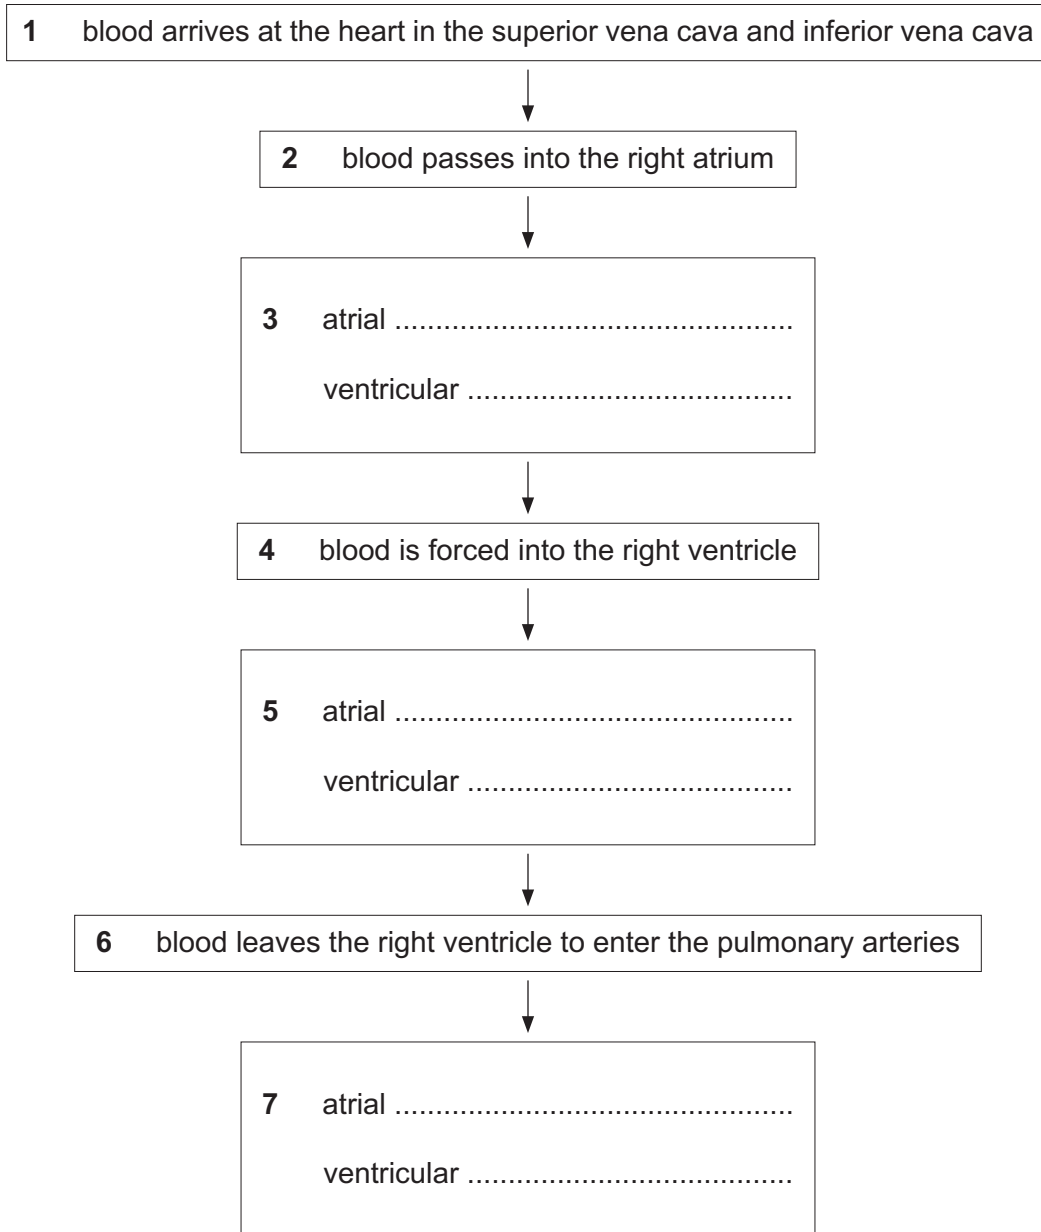 1 blood arrives at the heart in the superior vena cava and inferior vena cava
2 blood passes into the right atrium
3 atrial ................................................
ventricular .......................................
4 blood is forced into the right ventricle
5 atrial ................................................
ventricular .......................................
6 blood leaves the right ventricle to enter the pulmonary arteries
7 atrial ................................................
ventricular .......................................